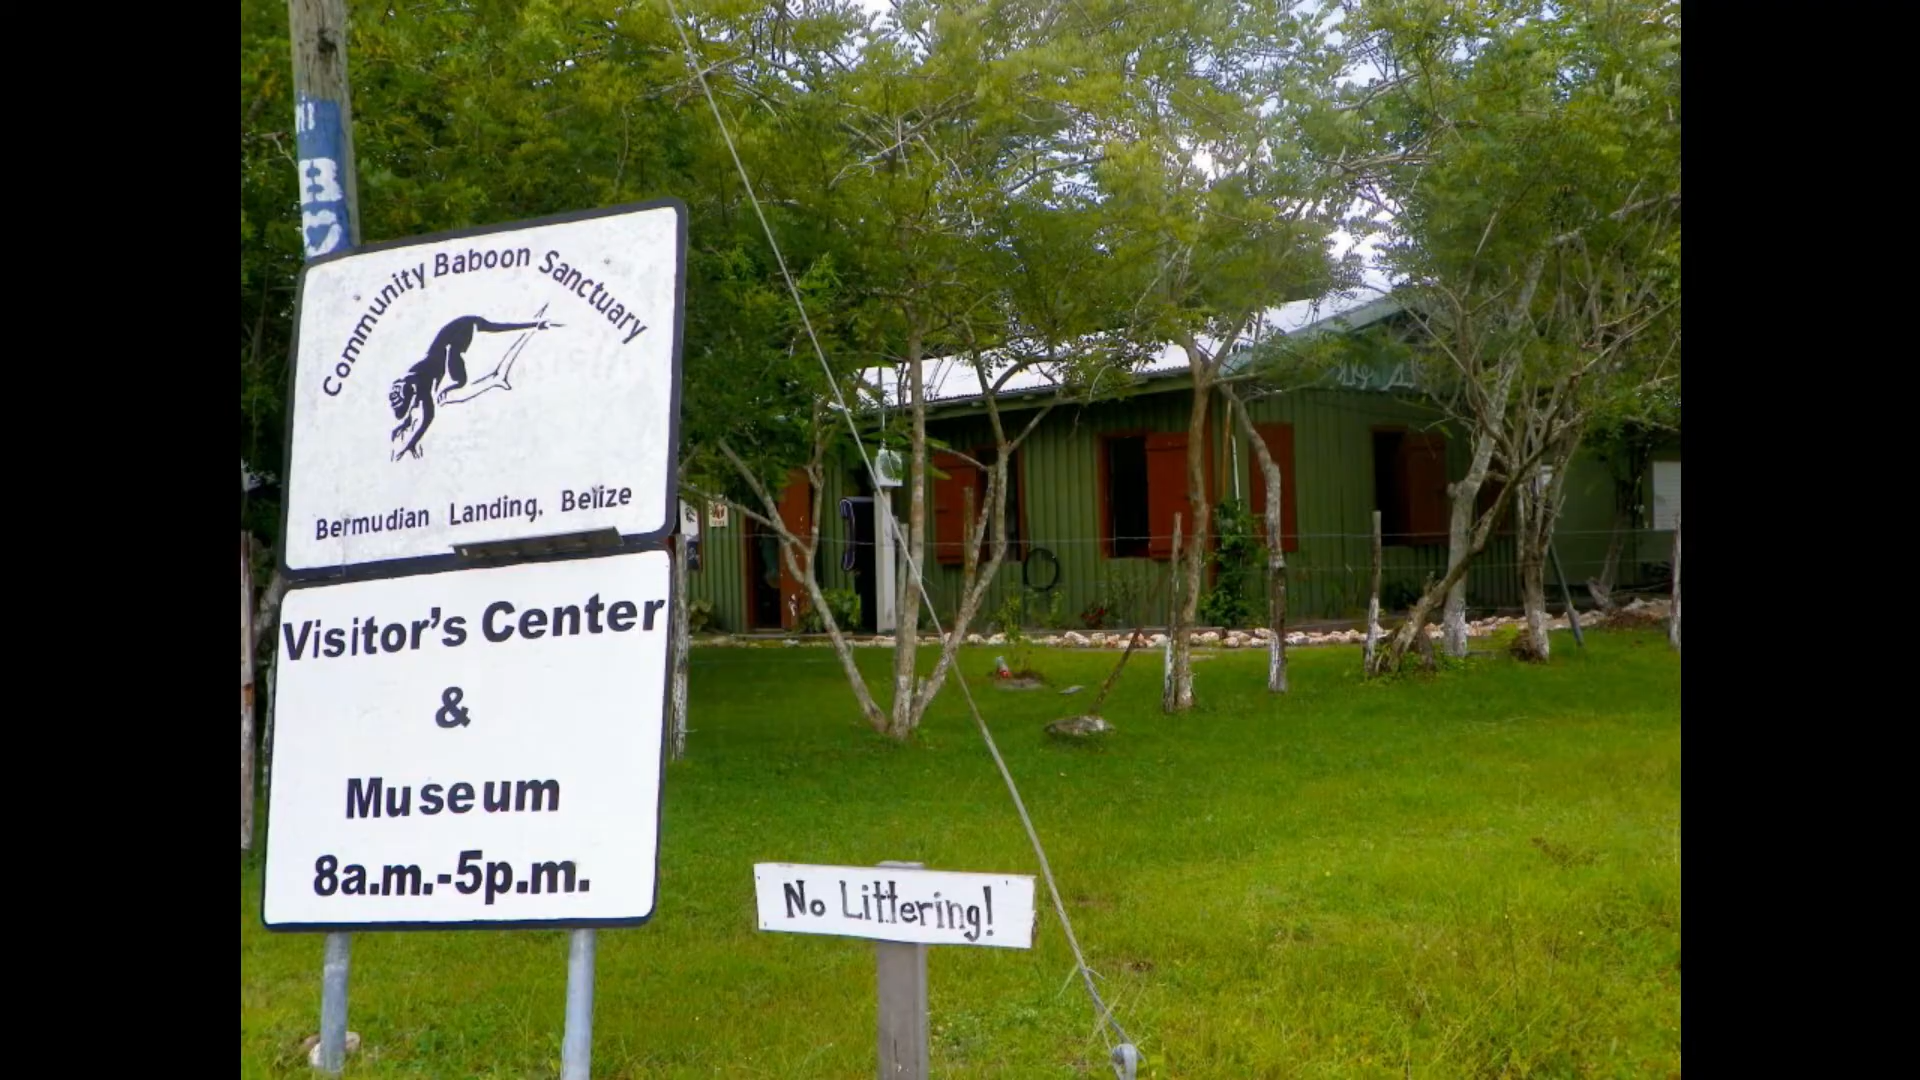 B
Community Baboon Sanctuary
Bermudian Landing, Belize
Visitor's Center
&
Museum
8a.m.-5p.m.
No Littering!